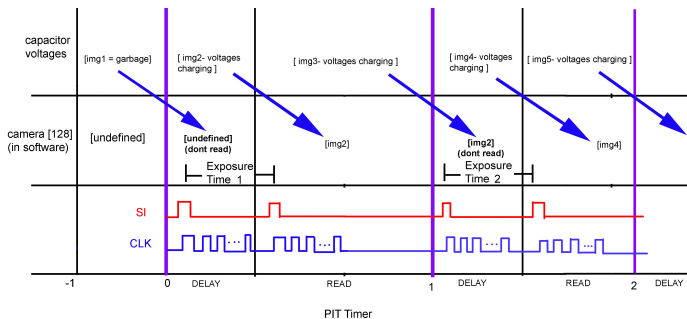 capacitor
voltages
[img1 = garbage]
[ img2- voltages
charging ]
[ img3- voltages charging ]
[ img4- voltages
charging ]
[img5- voltages
charging ]
camera [128]
(in software)
[undefined]
[undefined]
(dont read)
[img2]
[img2]
(dont read)
[img4]
Exposure
Time 1
Exposure
Time 2
SI
CLK
...
...
...
...
-1
0
DELAY
READ
1
DELAY
READ
2
DELAY
PIT Timer